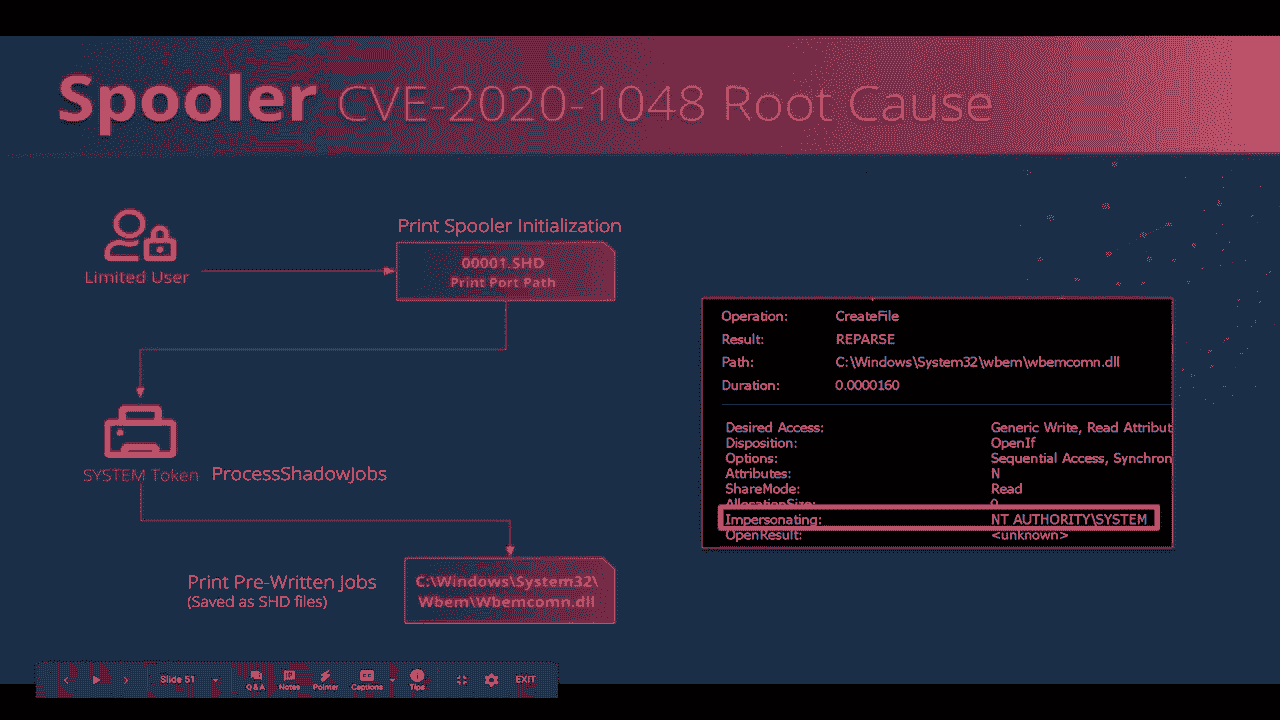 Spooler CVE-2020-1048 Root Cause
Limited User
Print Spooler Initialization
00001.SHD
Print Port Path
SYSTEM Token ProcessShadowJobs
Print Pre-Written Jobs
(Saved as SHD files)
C:\Windows\System32\
Wbem\Wbemcomn.dll
Operation: CreateFile
Result: REPARSE
Path: C:\Windows\System32\wbem\wbemcomn.dll
Duration: 0.0000160
Desired Access: Generic Write, Read Attribut
Disposition: OpenIf
Options: Sequential Access, Synchron
Attributes: N
ShareMode: Read
AllocationSize: 0
Impersonating: NT AUTHORITY\SYSTEM
OpenResult: <unknown>
Slide 51
Q&A
Notes
Pointer
Captions
Tips
EXIT